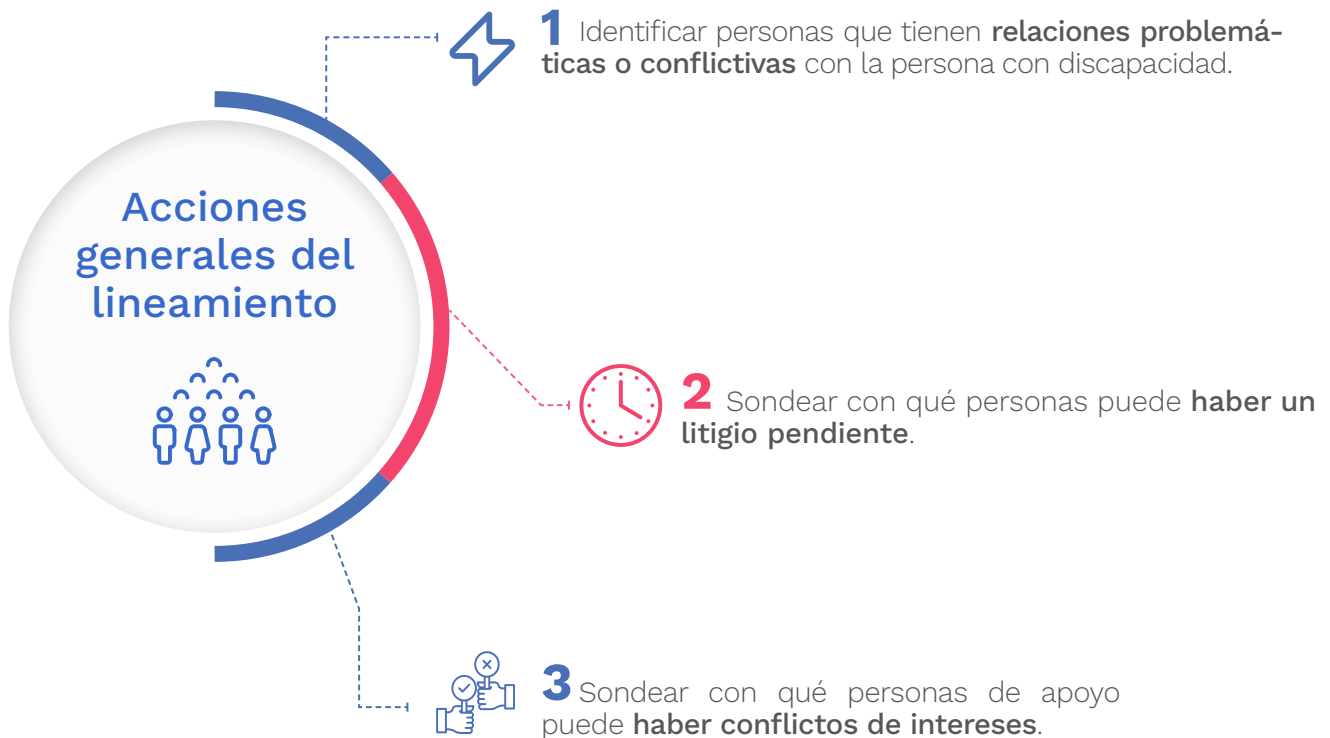 Acciones
generales del
lineamiento
1 Identificar personas que tienen relaciones problemá-
ticas o conflictivas con la persona con discapacidad.
2 Sondear con qué personas puede haber un
litigio pendiente.
3 Sondear con qué personas de apoyo
puede haber conflictos de intereses.